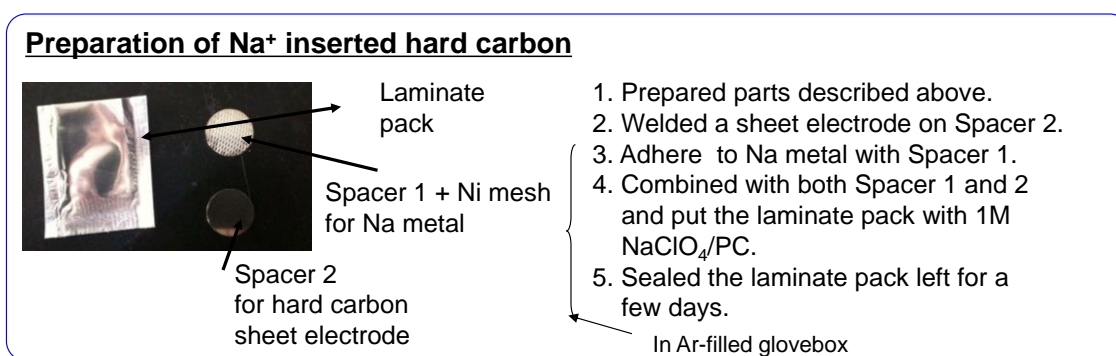 Preparation of Na⁺ inserted hard carbon
Laminate
pack
Spacer 1 + Ni mesh
for Na metal
Spacer 2
for hard carbon
sheet electrode
1. Prepared parts described above.
2. Welded a sheet electrode on Spacer 2.
3. Adhere  to Na metal with Spacer 1.
4. Combined with both Spacer 1 and 2
and put the laminate pack with 1M
NaClO₄/PC.
5. Sealed the laminate pack left for a
few days.
In Ar-filled glovebox